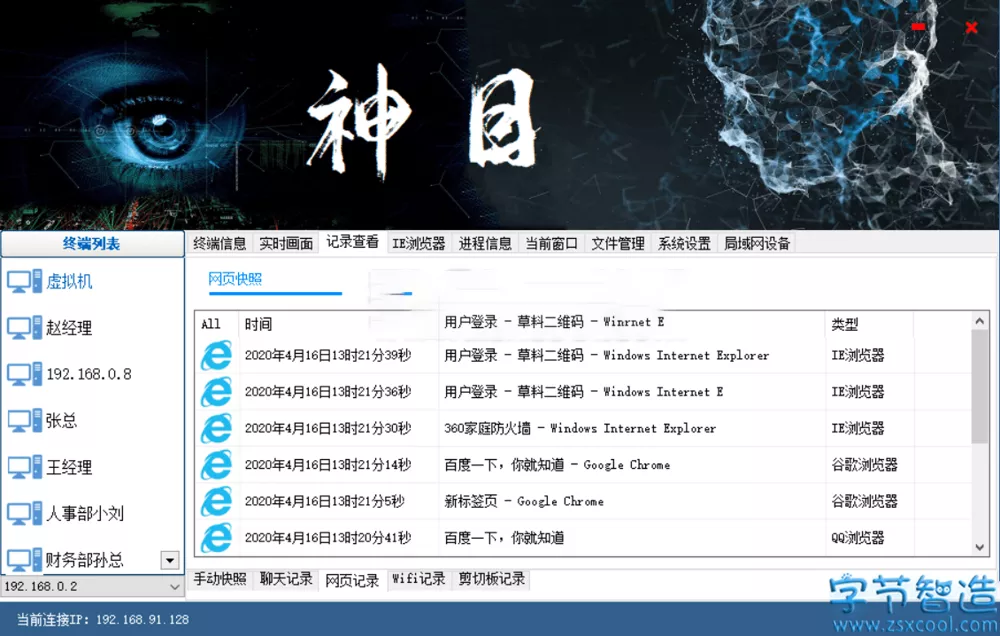 神目
终端列表
终端信息 实时画面 记录查看 IE浏览器 进程信息 当前窗口 文件管理 系统设置 局域网设备
虚拟机
赵经理
192.168.0.8
张总
王经理
人事部小刘
财务部孙总
192.168.0.2
网页快照
All 时间 用户登录 - 草料二维码 - Winrnet E 类型
2020年4月16日13时21分39秒 用户登录 - 草料二维码 - Windows Internet Explorer IE浏览器
2020年4月16日13时21分36秒 用户登录 - 草料二维码 - Windows Internet E IE浏览器
2020年4月16日13时21分30秒 360家庭防火墙 - Windows Internet Explorer IE浏览器
2020年4月16日13时21分14秒 百度一下，你就知道 - Google Chrome 谷歌浏览器
2020年4月16日13时21分5秒 新标签页 - Google Chrome 谷歌浏览器
2020年4月16日13时20分41秒 百度一下，你就知道 QQ浏览器
手动快照 聊天记录 网页记录 Wifi记录 剪切板记录
当前连接IP: 192.168.91.128
字节智造
www.zsxcool.com